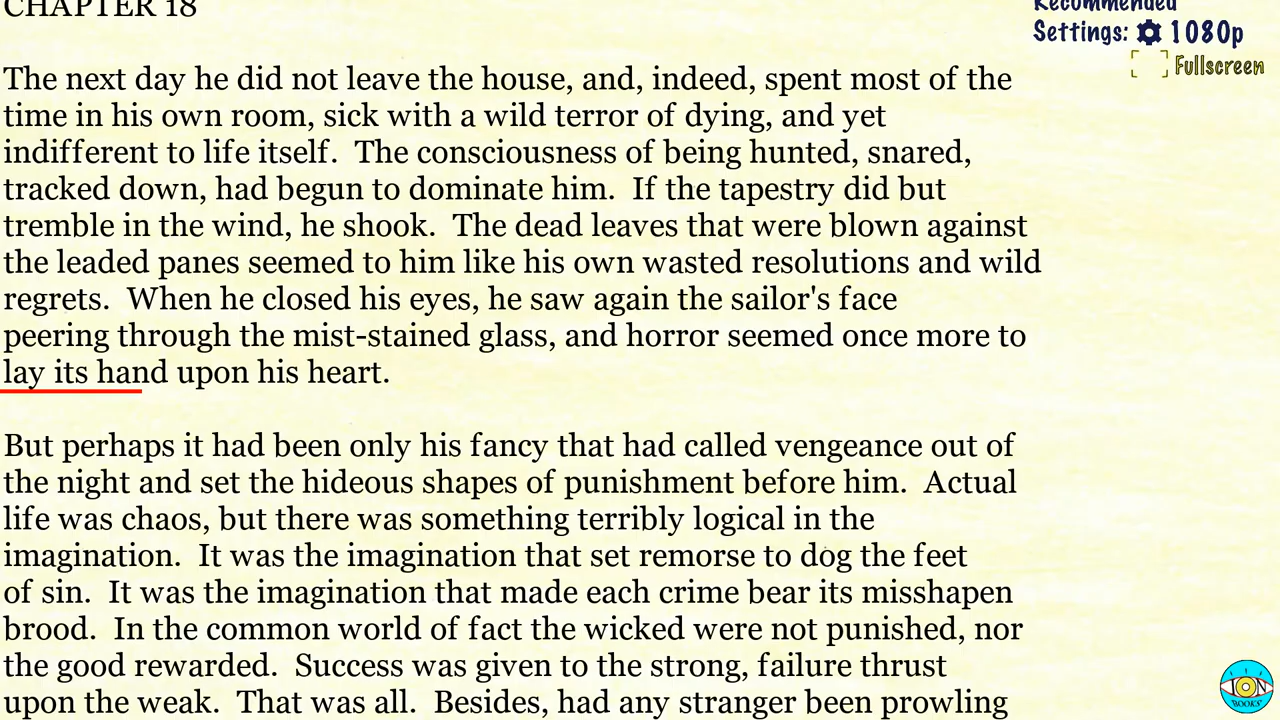 CHAPTER 18
Recommended
Settings: 1080p
Fullscreen
The next day he did not leave the house, and, indeed, spent most of the
time in his own room, sick with a wild terror of dying, and yet
indifferent to life itself.  The consciousness of being hunted, snared,
tracked down, had begun to dominate him.  If the tapestry did but
tremble in the wind, he shook.  The dead leaves that were blown against
the leaded panes seemed to him like his own wasted resolutions and wild
regrets.  When he closed his eyes, he saw again the sailor's face
peering through the mist-stained glass, and horror seemed once more to
lay its hand upon his heart.
But perhaps it had been only his fancy that had called vengeance out of
the night and set the hideous shapes of punishment before him.  Actual
life was chaos, but there was something terribly logical in the
imagination.  It was the imagination that set remorse to dog the feet
of sin.  It was the imagination that made each crime bear its misshapen
brood.  In the common world of fact the wicked were not punished, nor
the good rewarded.  Success was given to the strong, failure thrust
upon the weak.  That was all.  Besides, had any stranger been prowling
ION
BOOKS